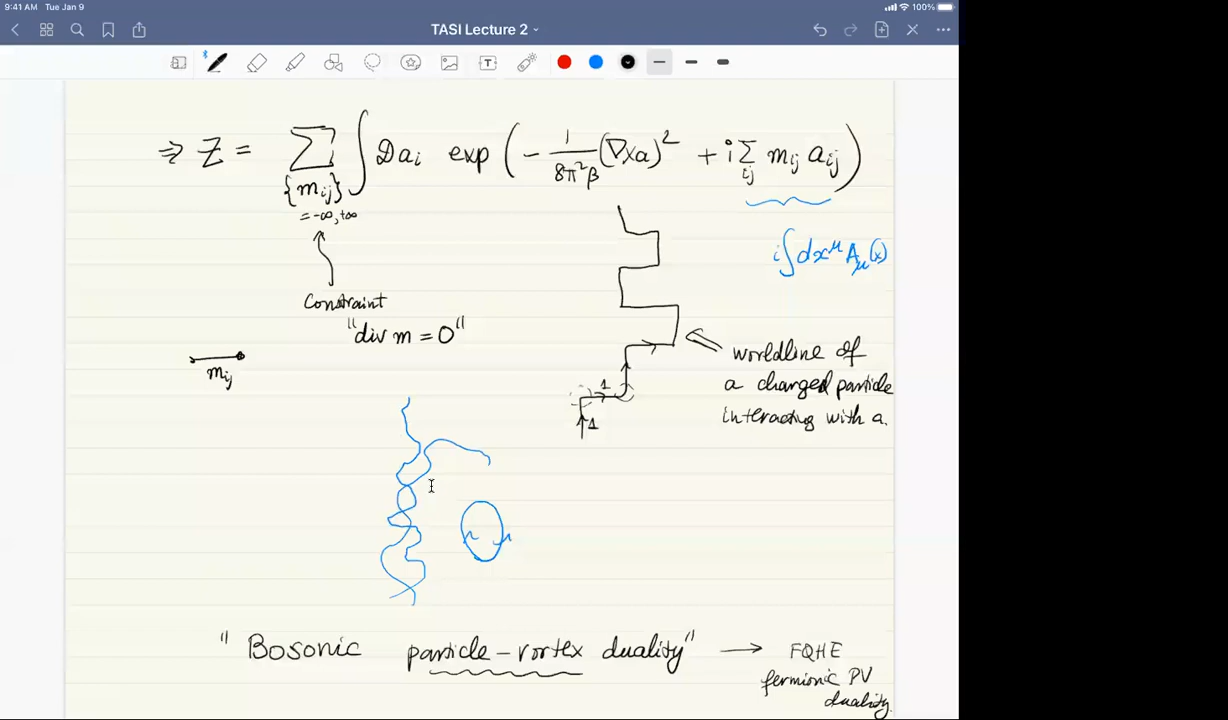 9:41 AM Tue Jan 9
100%
TASI Lecture 2
⇒ Z = Σ ∫ Da_i exp ( − 1/(8π²β) (∇×a)² + i Σ m_ij a_ij )
{m_ij} ij
= -∞, +∞
i∫dx^μ A_μ(x)
Constraint
"div m = 0"
m_ij
1
1
worldline of
a charged particle
interacting with a.
"Bosonic particle-vortex duality" → FQHE
fermionic PV
duality.